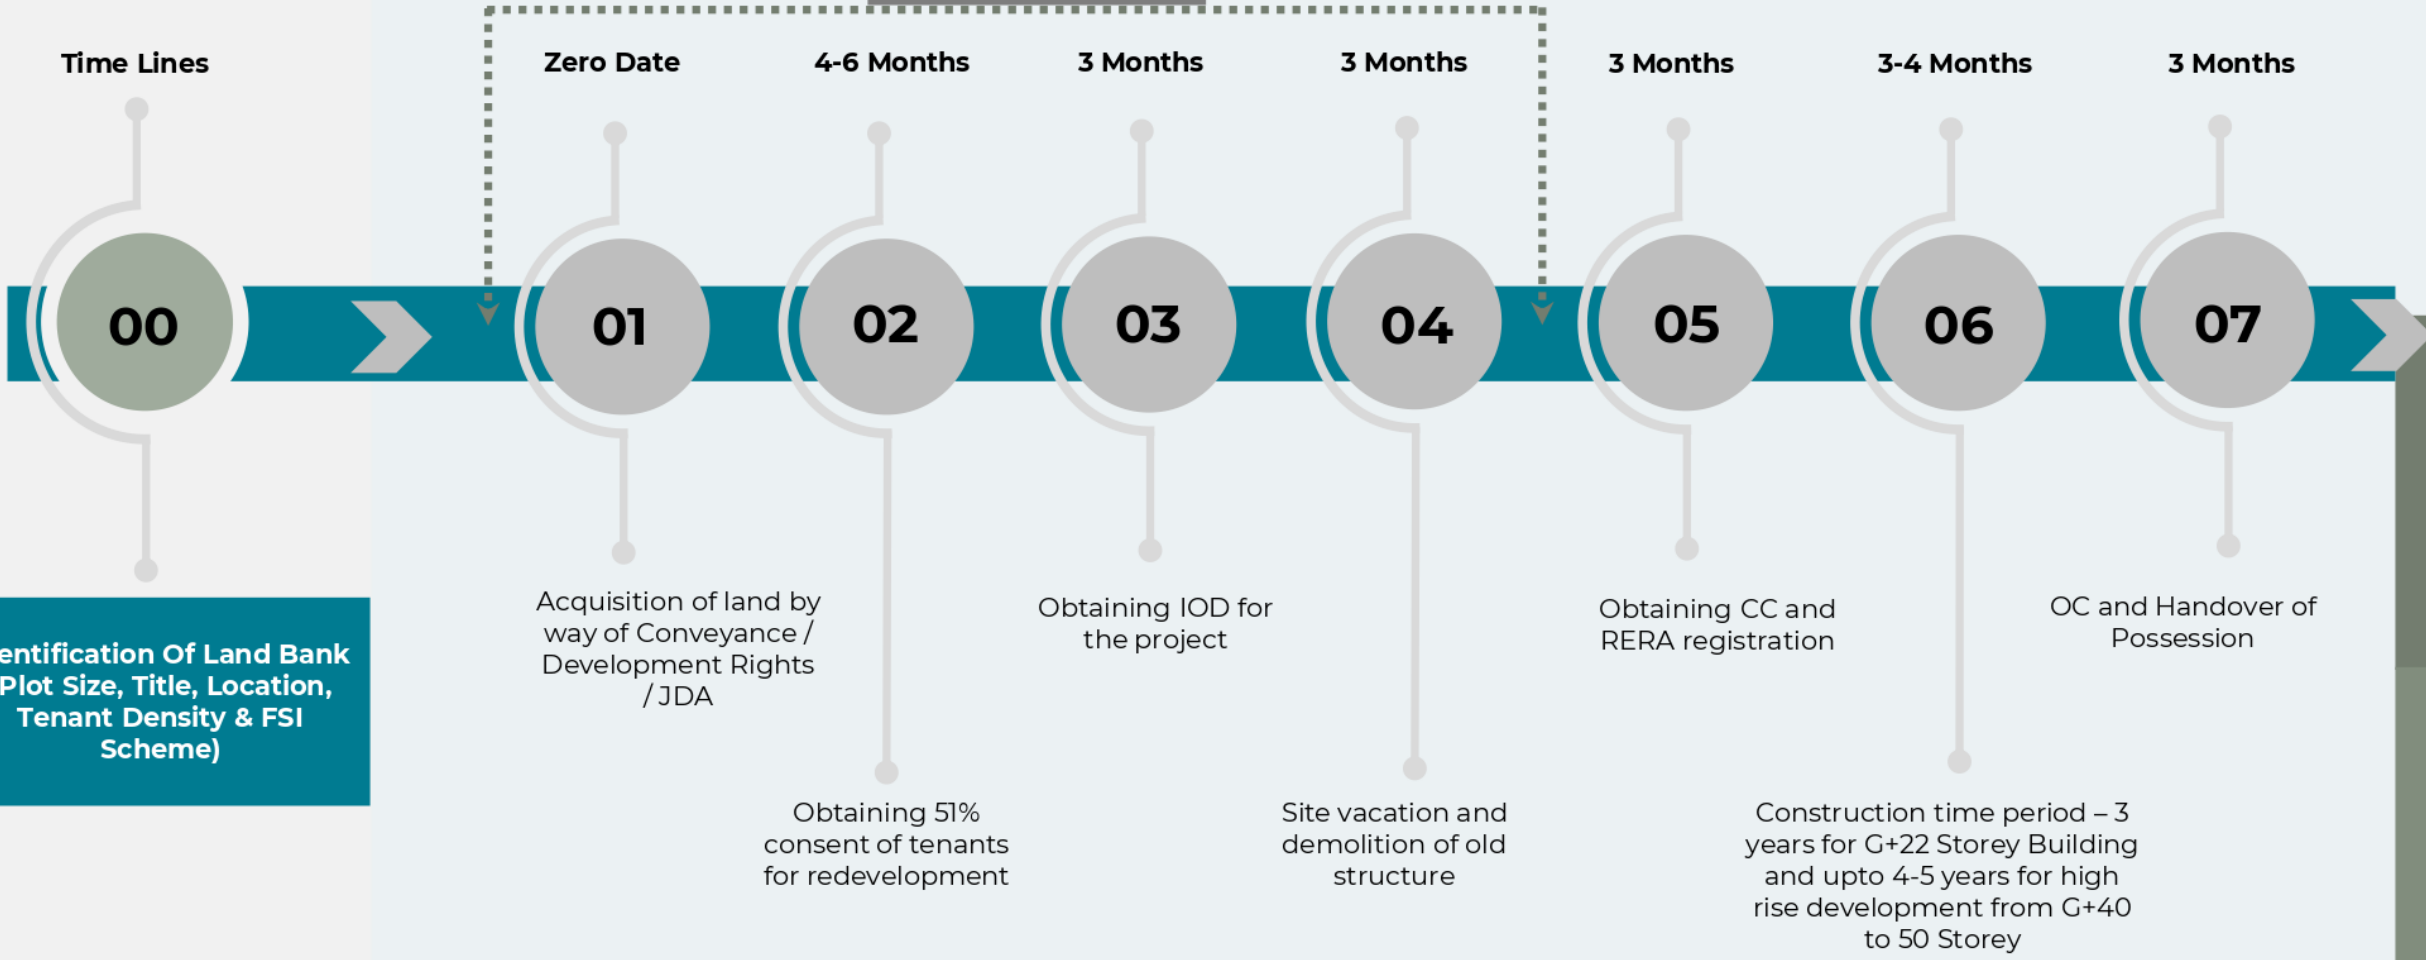 Time Lines
Zero Date
4-6 Months
3 Months
3 Months
3 Months
3-4 Months
3 Months
00
01
02
03
04
05
06
07
entification Of Land Bank
Plot Size, Title, Location,
Tenant Density & FSI
Scheme)
Acquisition of land by
way of Conveyance /
Development Rights
/ JDA
Obtaining 51%
consent of tenants
for redevelopment
Obtaining IOD for
the project
Site vacation and
demolition of old
structure
Obtaining CC and
RERA registration
Construction time period – 3
years for G+22 Storey Building
and upto 4-5 years for high
rise development from G+40
to 50 Storey
OC and Handover of
Possession